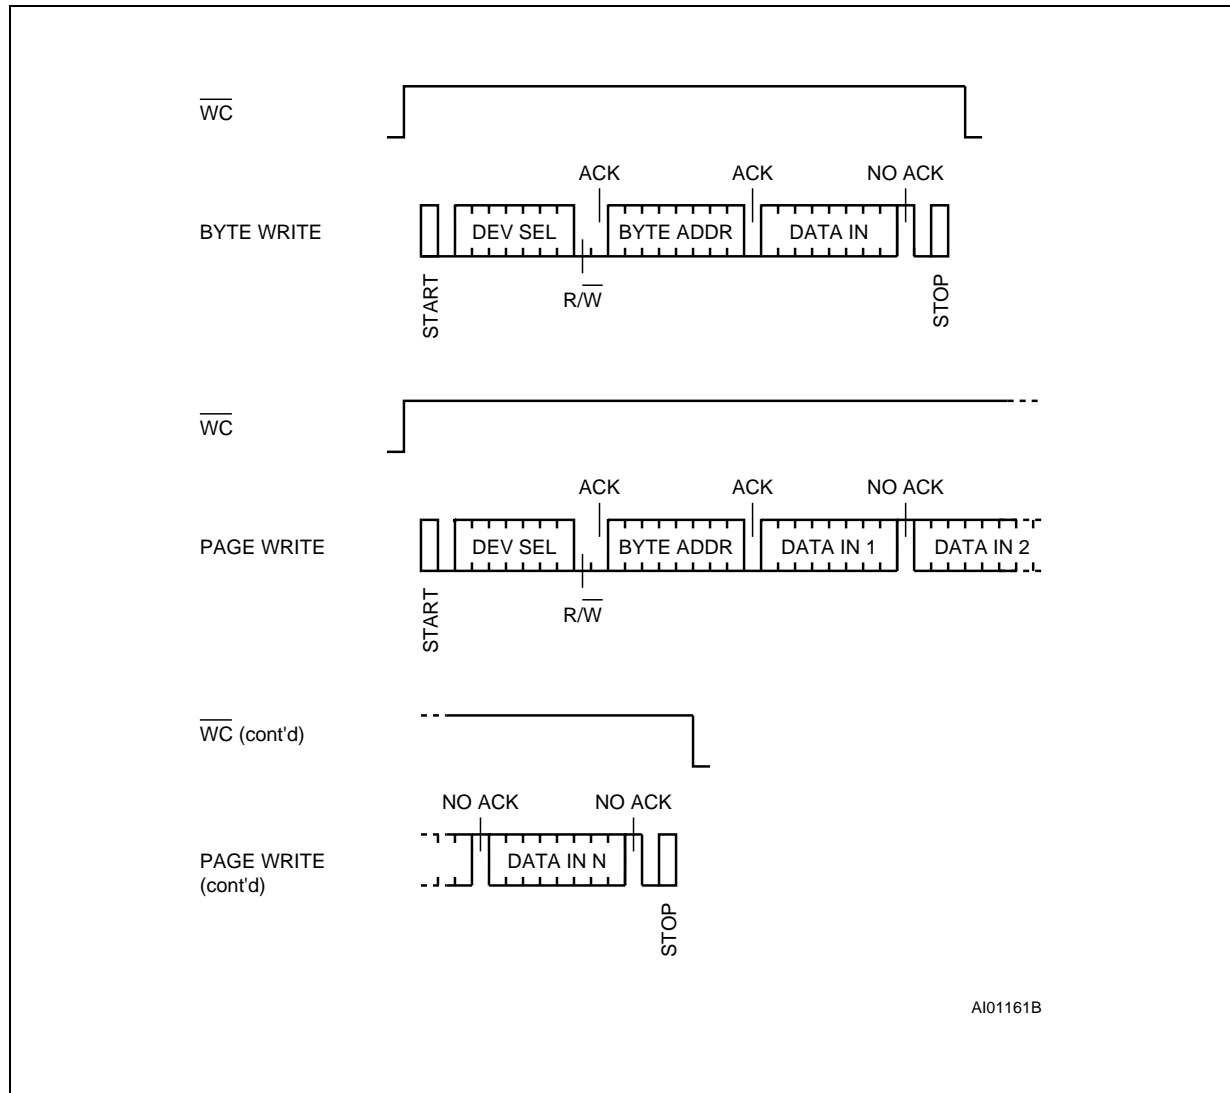 WC
ACK ACK NO ACK
BYTE WRITE DEV SEL BYTE ADDR DATA IN
R/W
START STOP
WC
ACK ACK NO ACK
PAGE WRITE DEV SEL BYTE ADDR DATA IN 1 DATA IN 2
R/W
START
WC (cont'd)
NO ACK NO ACK
PAGE WRITE DATA IN N
(cont'd)
STOP
AI01161B